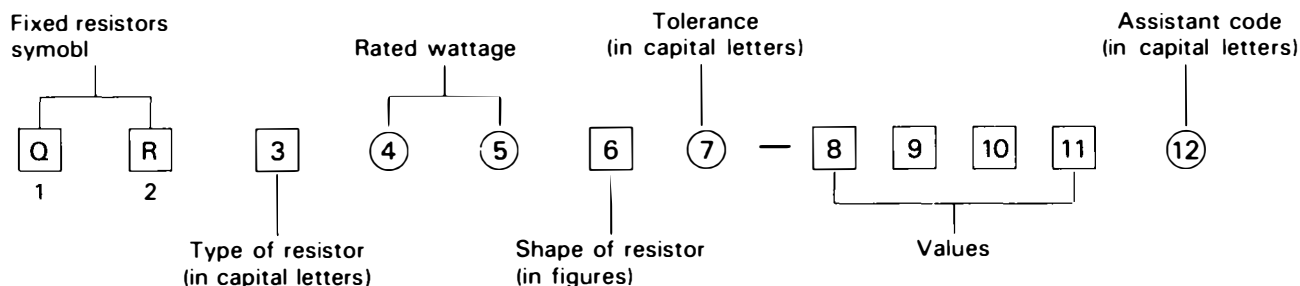 Fixed resistors
symobl
Rated wattage
Tolerance
(in capital letters)
Assistant code
(in capital letters)
Q R 3 4 5 6 7 — 8 9 10 11 12
1 2
Type of resistor
(in capital letters)
Shape of resistor
(in figures)
Values